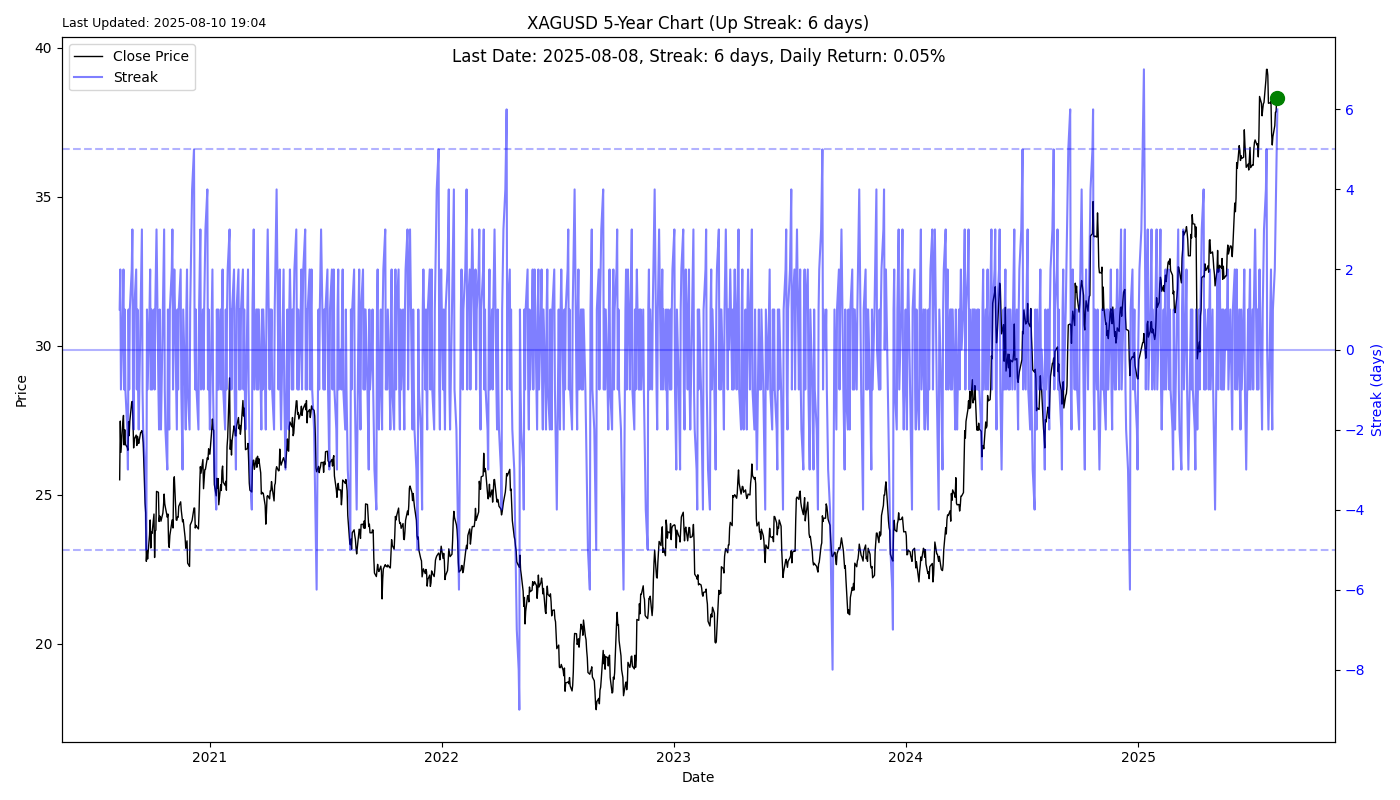 Last Updated: 2025-08-10 19:04
XAGUSD 5-Year Chart (Up Streak: 6 days)
Last Date: 2025-08-08, Streak: 6 days, Daily Return: 0.05%
Close Price
Streak
40
35
30
25
20
Price
6
4
2
0
−2
−4
−6
−8
Streak (days)
2021
2022
2023
2024
2025
Date